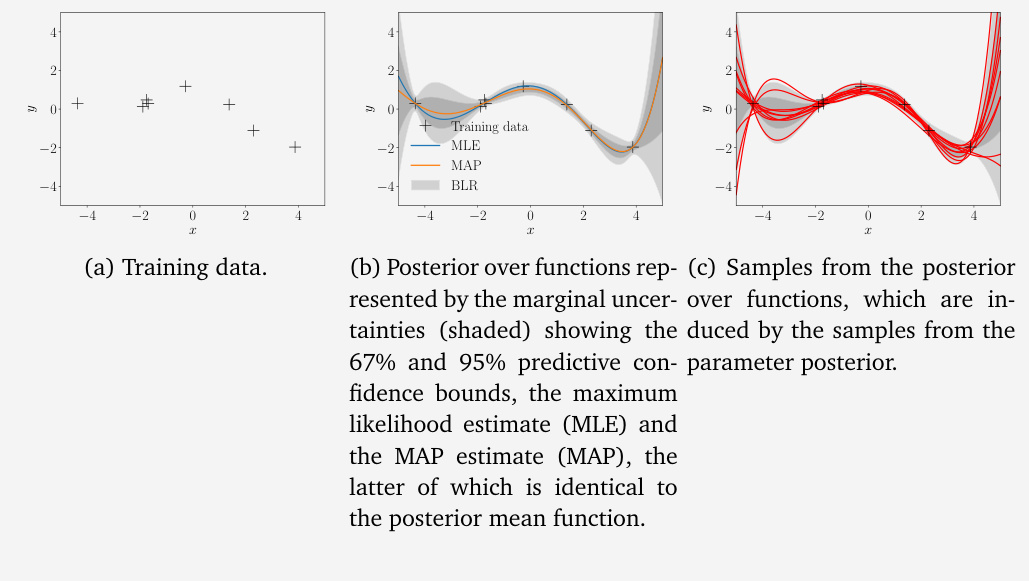 4
2
0
−2
−4
y
−4
−2
0
2
4
x
4
2
0
−2
−4
y
Training data
MLE
MAP
BLR
−4
−2
0
2
4
x
4
2
0
−2
−4
y
−4
−2
0
2
4
x
(a) Training data.
(b) Posterior over functions rep-
resented by the marginal uncer-
tainties (shaded) showing the
67% and 95% predictive con-
fidence bounds, the maximum
likelihood estimate (MLE) and
the MAP estimate (MAP), the
latter of which is identical to
the posterior mean function.
(c) Samples from the posterior
over functions, which are in-
duced by the samples from the
parameter posterior.